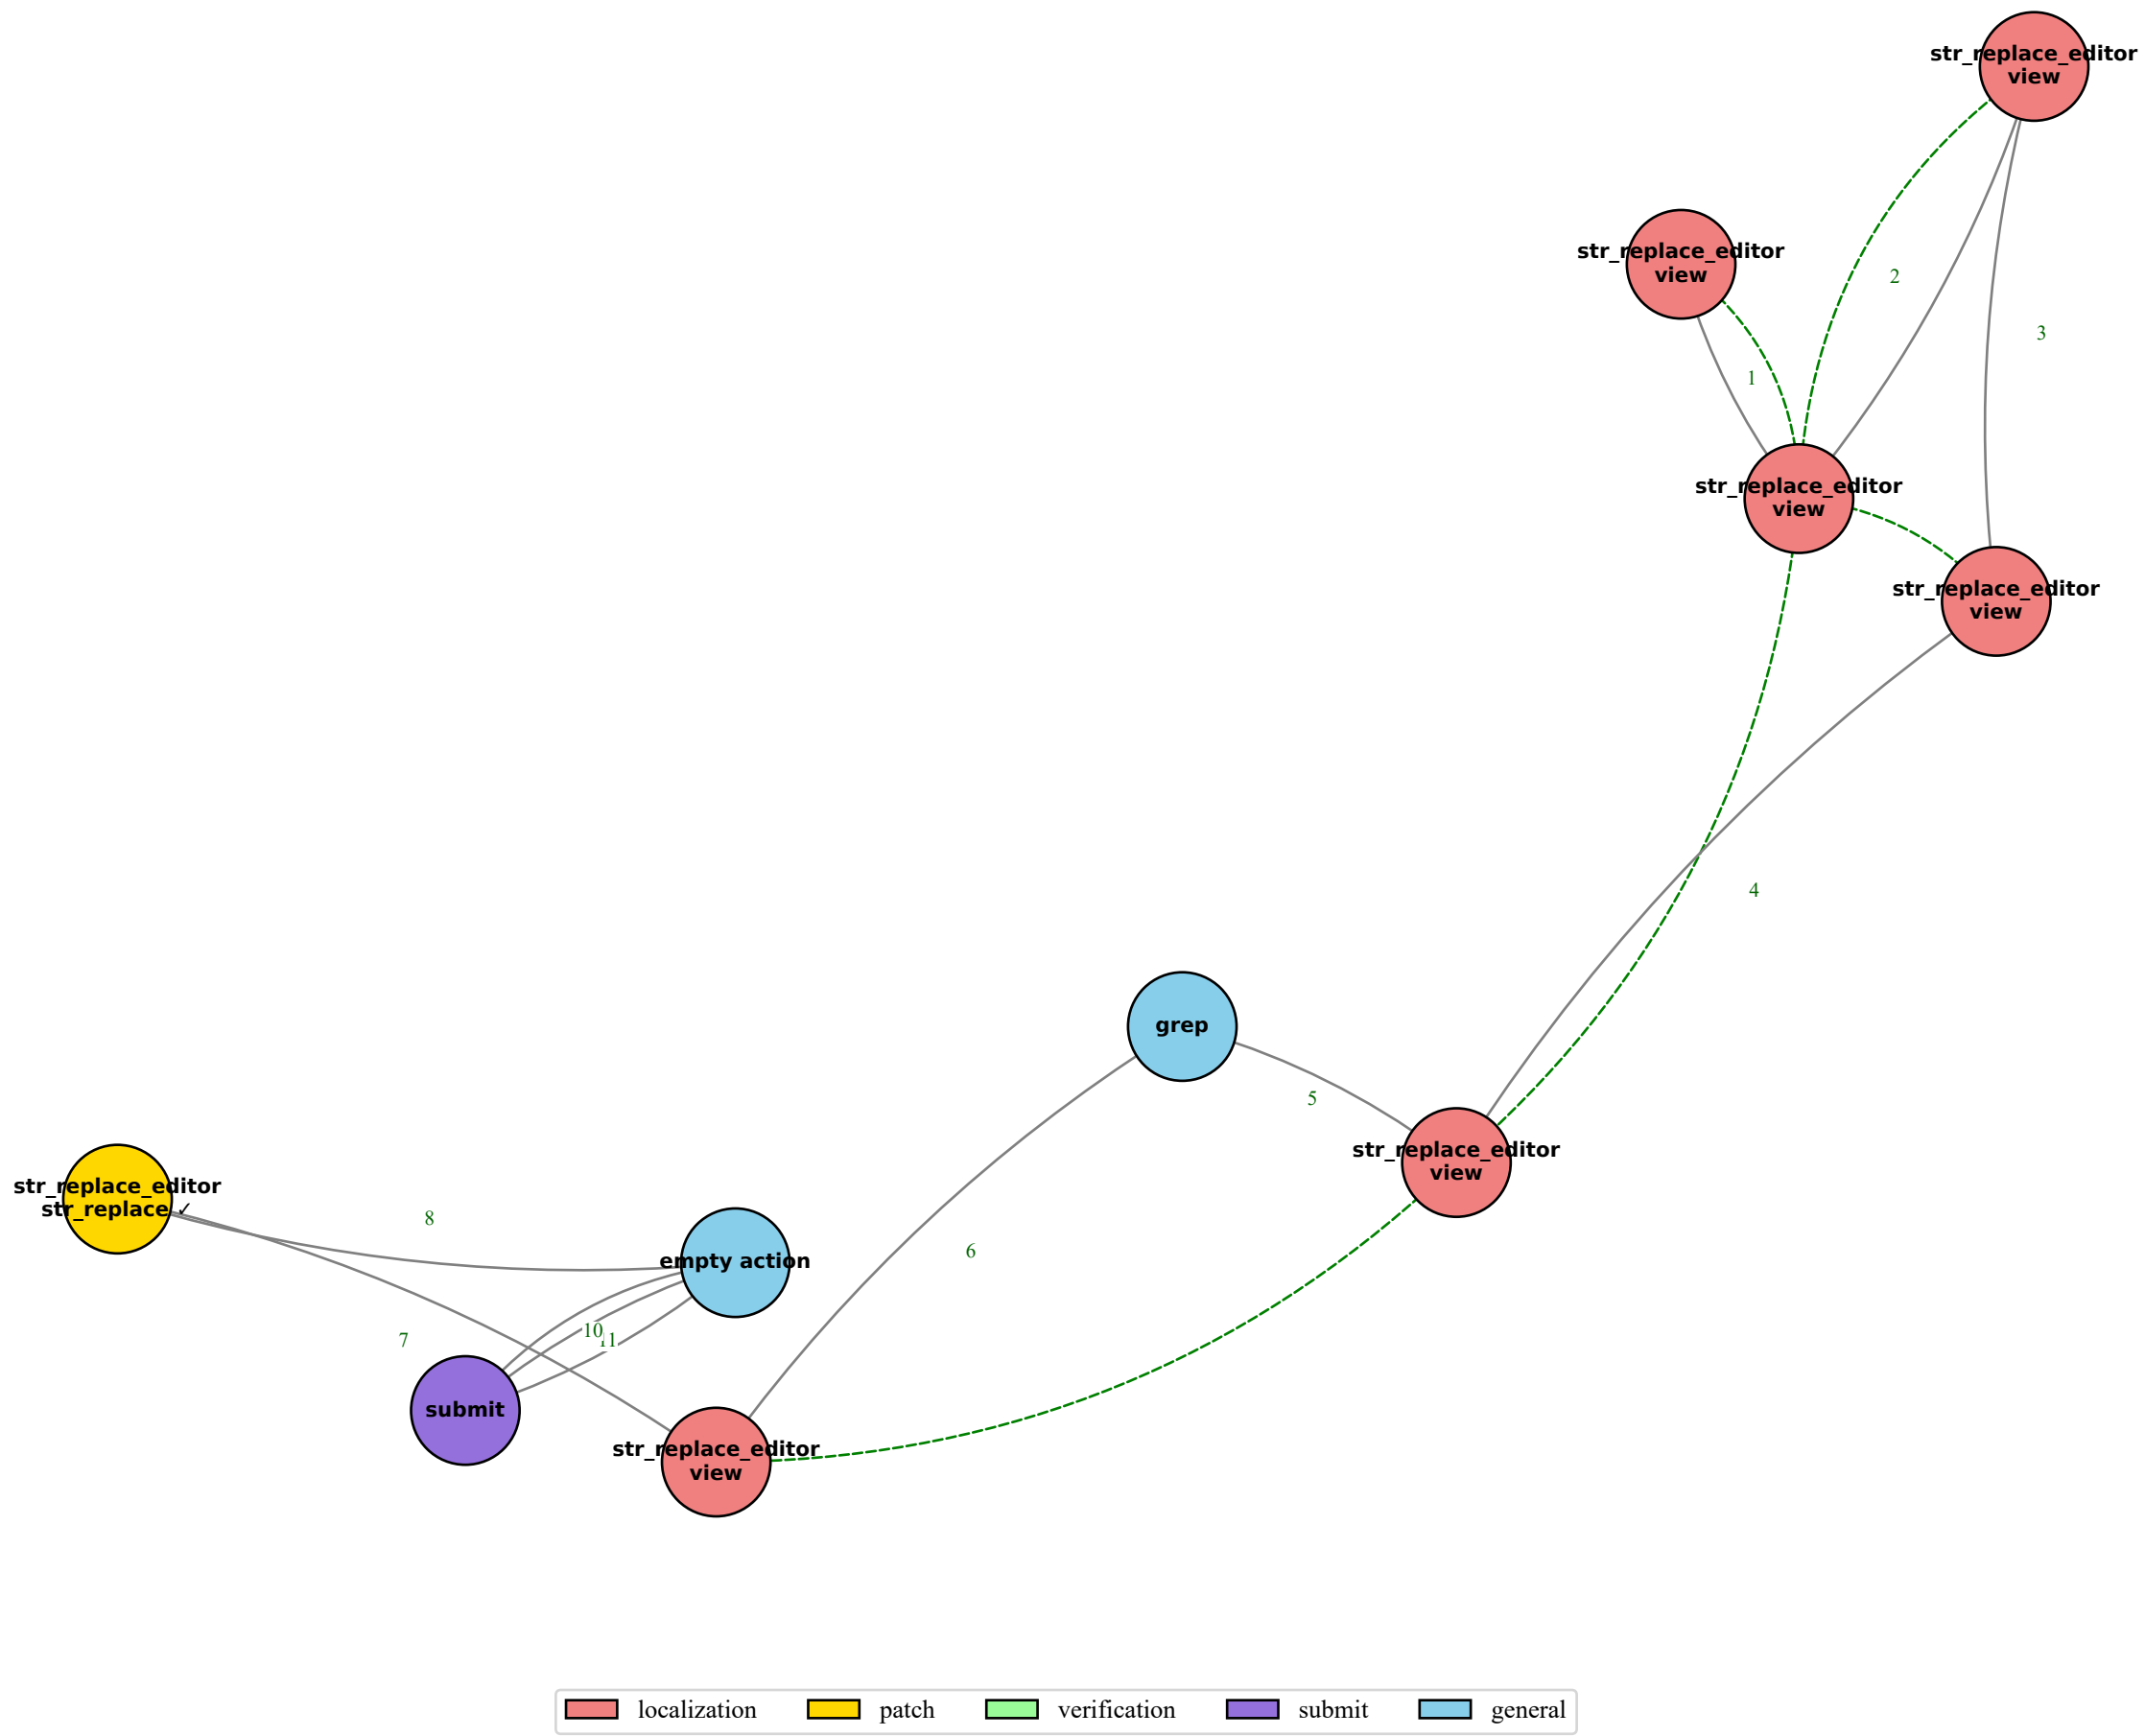 str_replace_editor
view
str_replace_editor
view
2
3
1
str_replace_editor
view
str_replace_editor
view
4
grep
5
str_replace_editor
view
str_replace_editor
str_replace ✓
8
6
empty action
7
10
11
submit
str_replace_editor
view
localization
patch
verification
submit
general